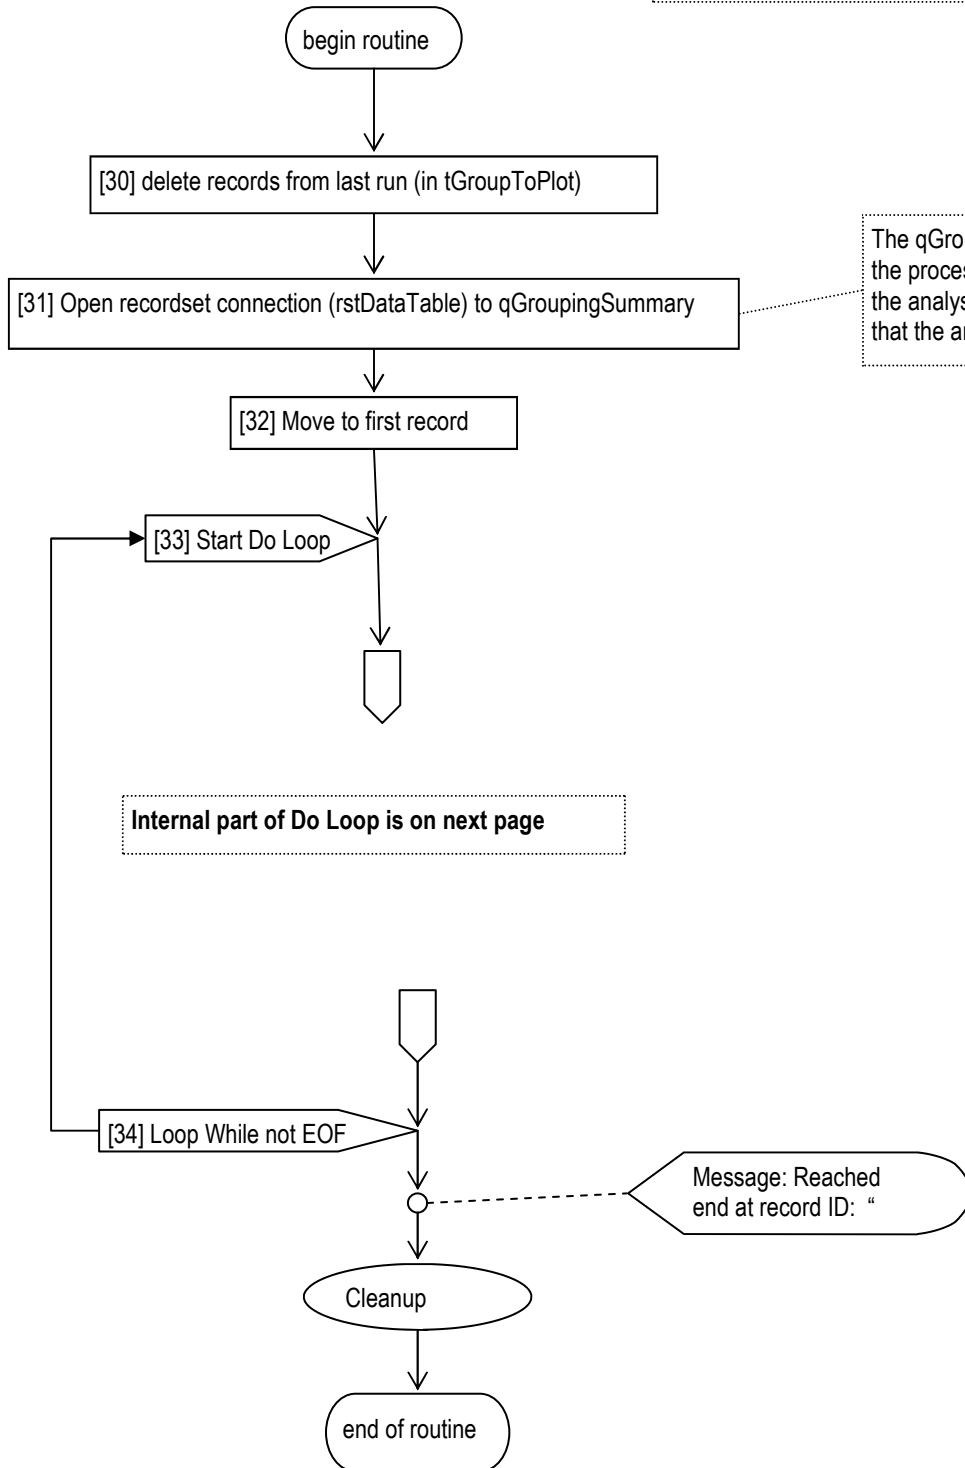 begin routine
[30] delete records from last run (in tGroupToPlot)
[31] Open recordset connection (rstDataTable) to qGroupingSummary
The qGro
the proces
the analys
that the a
[32] Move to first record
[33] Start Do Loop
Internal part of Do Loop is on next page
[34] Loop While not EOF
Message: Reached
end at record ID: “
Cleanup
end of routine